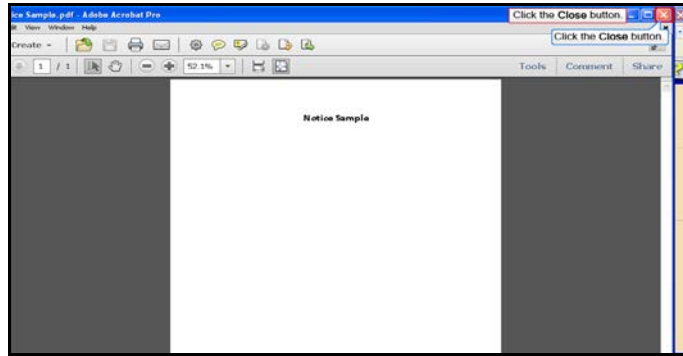 ice Sample.pdf - Adobe Acrobat Pro
Click the Close button.
View Window Help
Click the Close button.
Create
1 / 1
52.1%
Tools Comment Share
Notice Sample